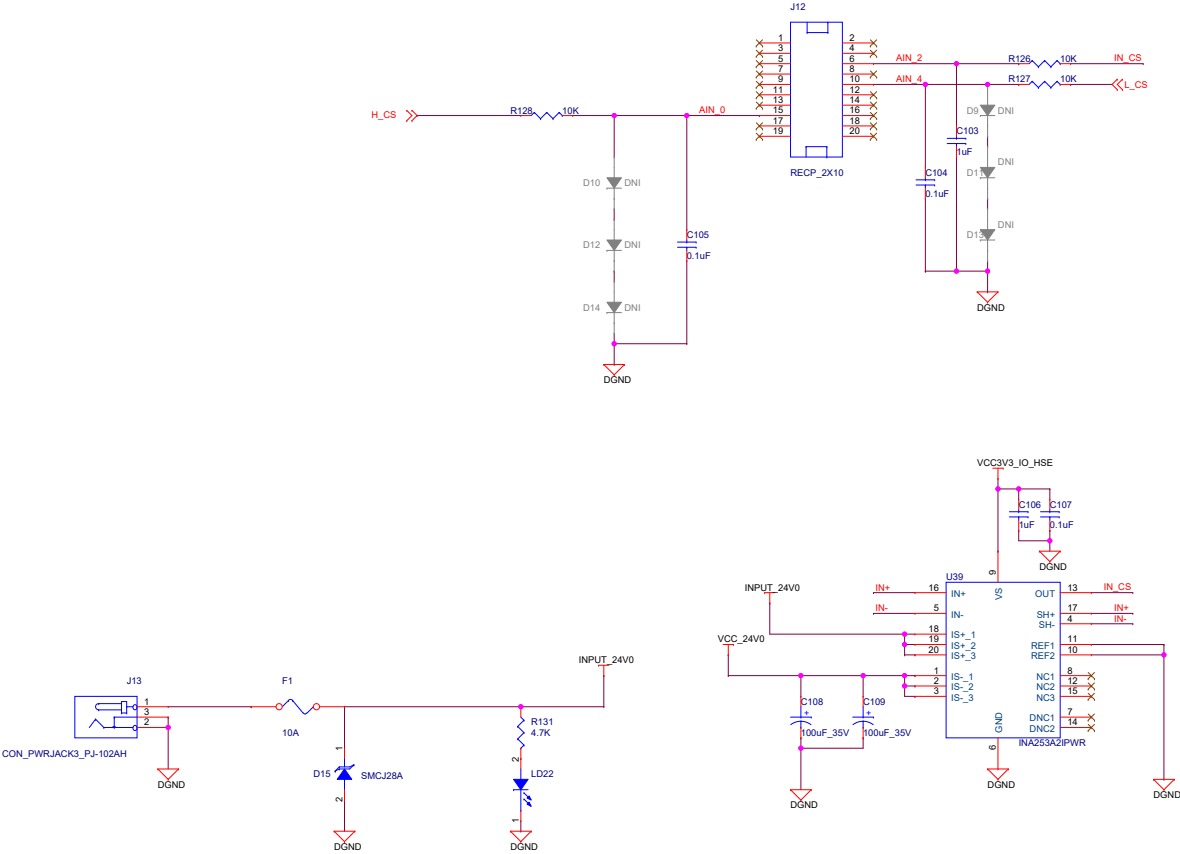 J12
1 2
3 4
5 6
7 8
9 10
11 12
13 14
15 16
17 18
19 20
AIN_2 R126 10K IN_CS
AIN_4 R127 10K L_CS
H_CS R128 10K AIN_0
RECP_2X10
D9 DNI
C103
1uF
D11 DNI
C104
0.1uF
D13 DNI
DGND
D10 DNI
D12 DNI
D14 DNI
C105
0.1uF
DGND
VCC3V3_IO_HSE
C106 C107
1uF 0.1uF
DGND
U39
INPUT_24V0
VCC_24V0
IN+ 16 IN+
IN- 5 IN-
18 IS+_1
19 IS+_2
20 IS+_3
1 IS-_1
2 IS-_2
3 IS-_3
9 VS
OUT 13 IN_CS
SH+ 17 IN+
SH- 4 IN-
REF1 11
REF2 10
NC1 8
NC2 12
NC3 15
DNC1 7
DNC2 14
GND 6
INA253A2IPWR
C108 C109
+ +
100uF_35V 100uF_35V
DGND
DGND
DGND
J13
1
3
2
CON_PWRJACK3_PJ-102AH
DGND
F1
10A
INPUT_24V0
1
D15 SMCJ28A
2
DGND
R131
4.7K
2
LD22
1
DGND